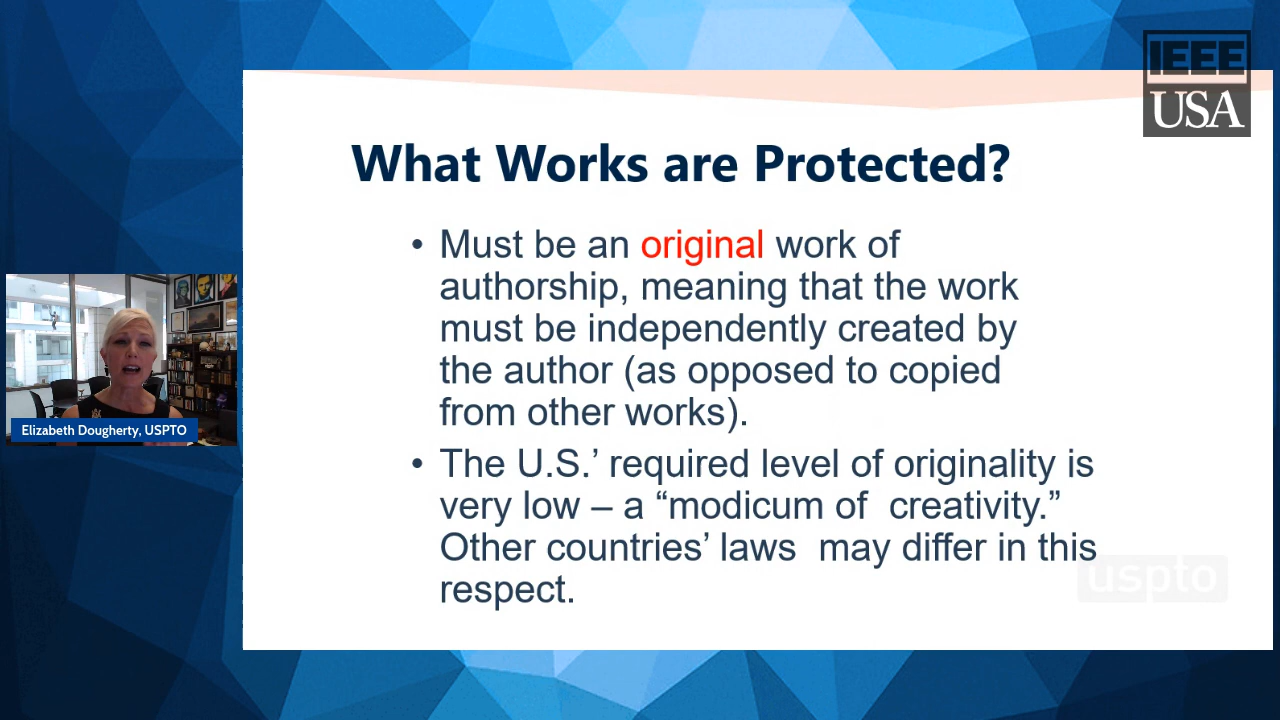 IEEE
USA
What Works are Protected?
• Must be an original work of
authorship, meaning that the work
must be independently created by
the author (as opposed to copied
from other works).
• The U.S.’ required level of originality is
very low – a “modicum of  creativity.”
Other countries’ laws  may differ in this
respect.
uspto
Elizabeth Dougherty, USPTO